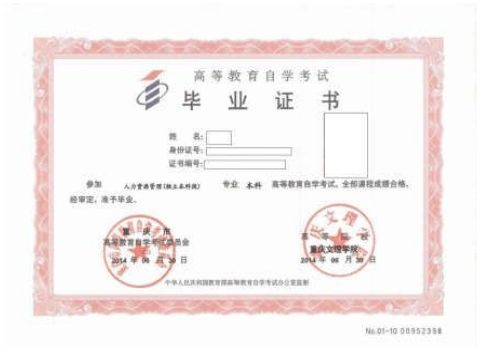 高等教育自学考试
毕业证书
姓 名:
身份证号:
证书编号:
参加 人力资源管理(独立本科段) 专业 本科 高等教育自学考试,全部课程成绩合格,
经审定,准予毕业。
重庆市
高等教育自学考试委员会
2014 年 06 月 30 日
高等院校
重庆文理学院
2014 年 06 月 30 日
中华人民共和国教育部高等教育自学考试办公室监制
No.01-10 00952398